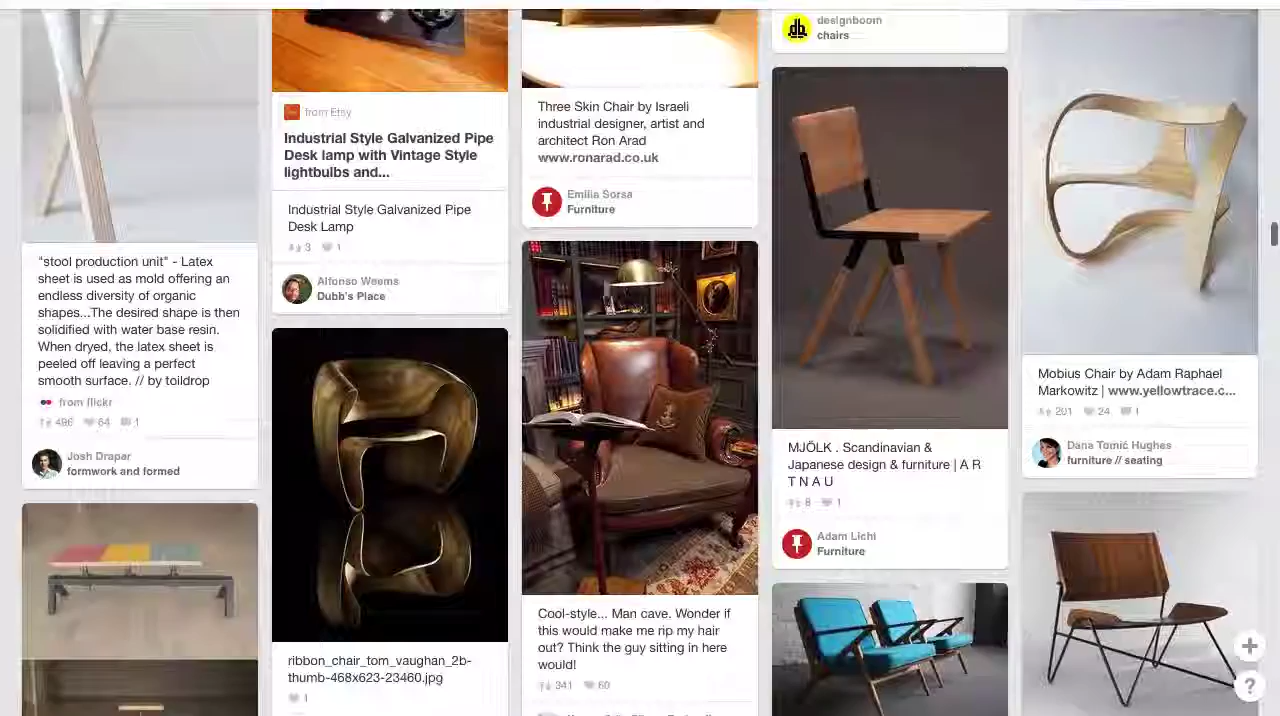 "stool production unit" - Latex
sheet is used as mold offering an
endless diversity of organic
shapes...The desired shape is then
solidified with water base resin.
When dryed, the latex sheet is
peeled off leaving a perfect
smooth surface. // by toildrop
from flickr
496 64 1
Josh Draper
formwork and formed
from Etsy
Industrial Style Galvanized Pipe
Desk lamp with Vintage Style
lightbulbs and...
Industrial Style Galvanized Pipe
Desk Lamp
3 1
Alfonso Weems
Dubb's Place
ribbon_chair_tom_vaughan_2b-
thumb-468x623-23460.jpg
1
Three Skin Chair by Israeli
industrial designer, artist and
architect Ron Arad
www.ronarad.co.uk
Emilia Sorsa
Furniture
Cool-style... Man cave. Wonder if
this would make me rip my hair
out? Think the guy sitting in here
would!
341 60
db
designboom
chairs
MJÖLK . Scandinavian &
Japanese design & furniture | A R
T N A U
8 1
Adam Licht
Furniture
Mobius Chair by Adam Raphael
Markowitz | www.yellowtrace.c...
201 24 1
Dana Tomić Hughes
furniture // seating
+
?